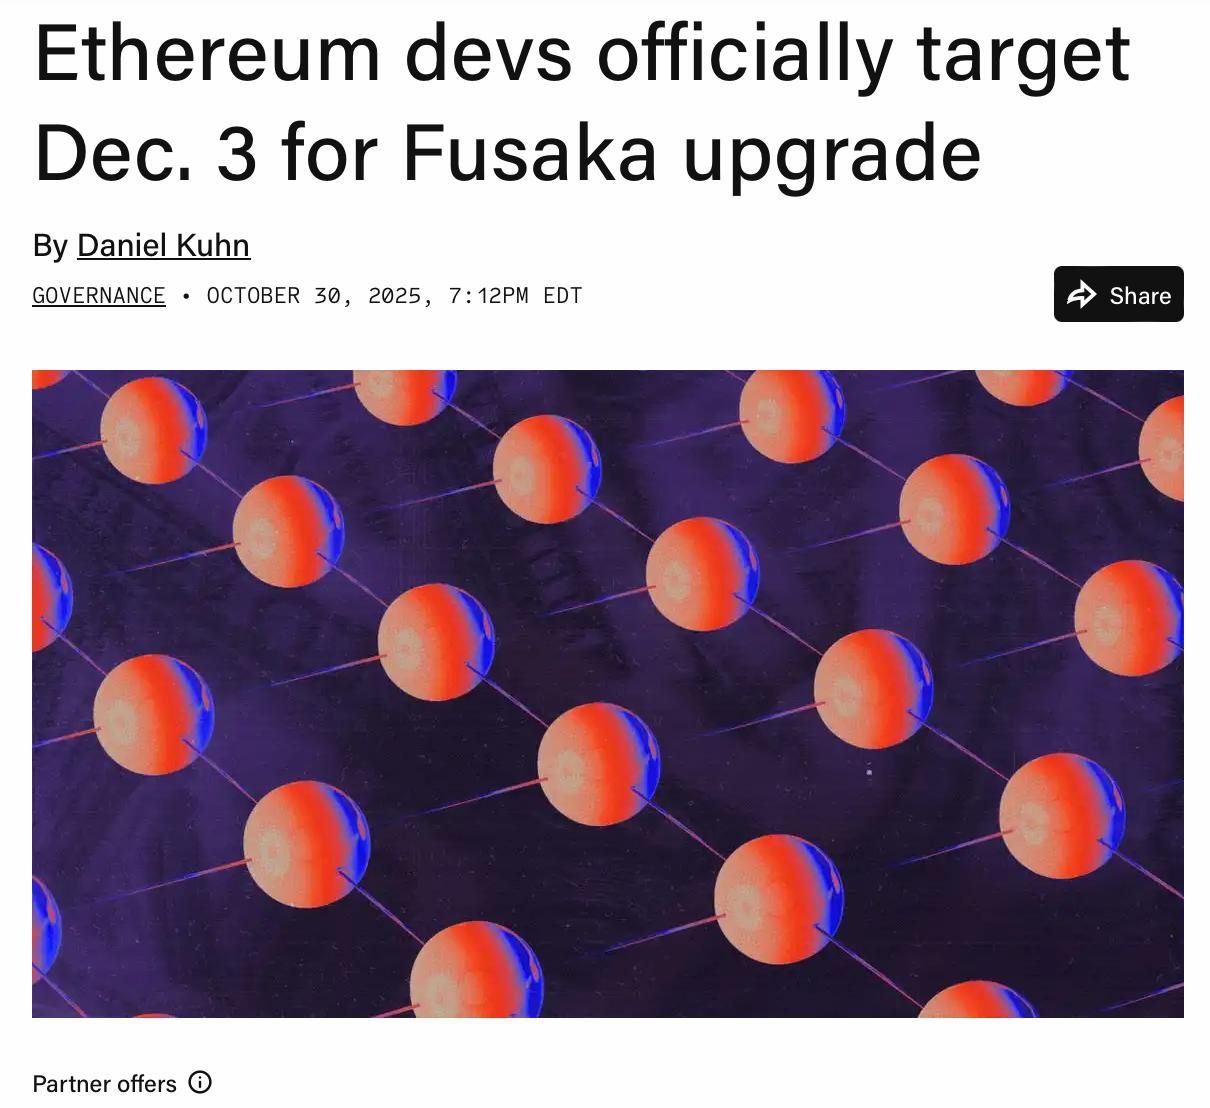 Ethereum devs officially target
Dec. 3 for Fusaka upgrade
By Daniel Kuhn
GOVERNANCE • OCTOBER 30, 2025, 7:12PM EDT
Share
Partner offers